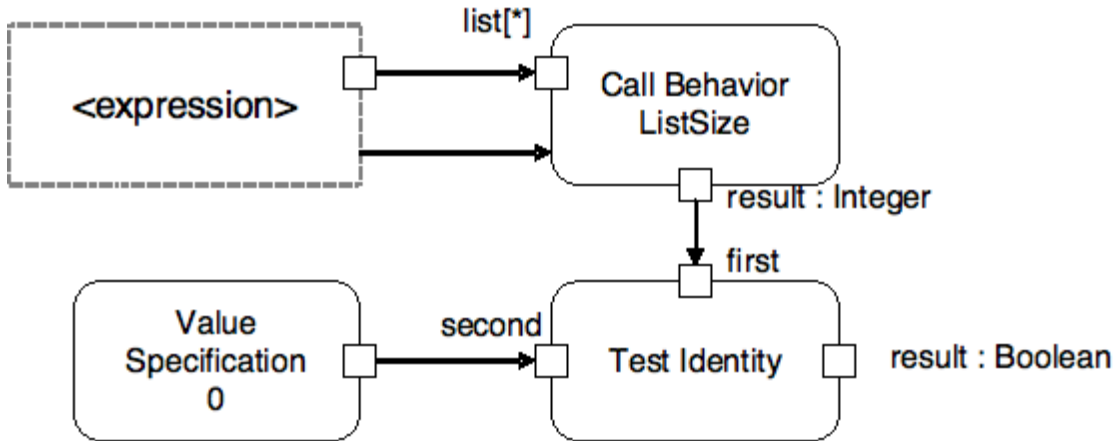 list[*]
<expression>
Call Behavior
ListSize
result : Integer
first
Value
Specification
0
second
Test Identity
result : Boolean